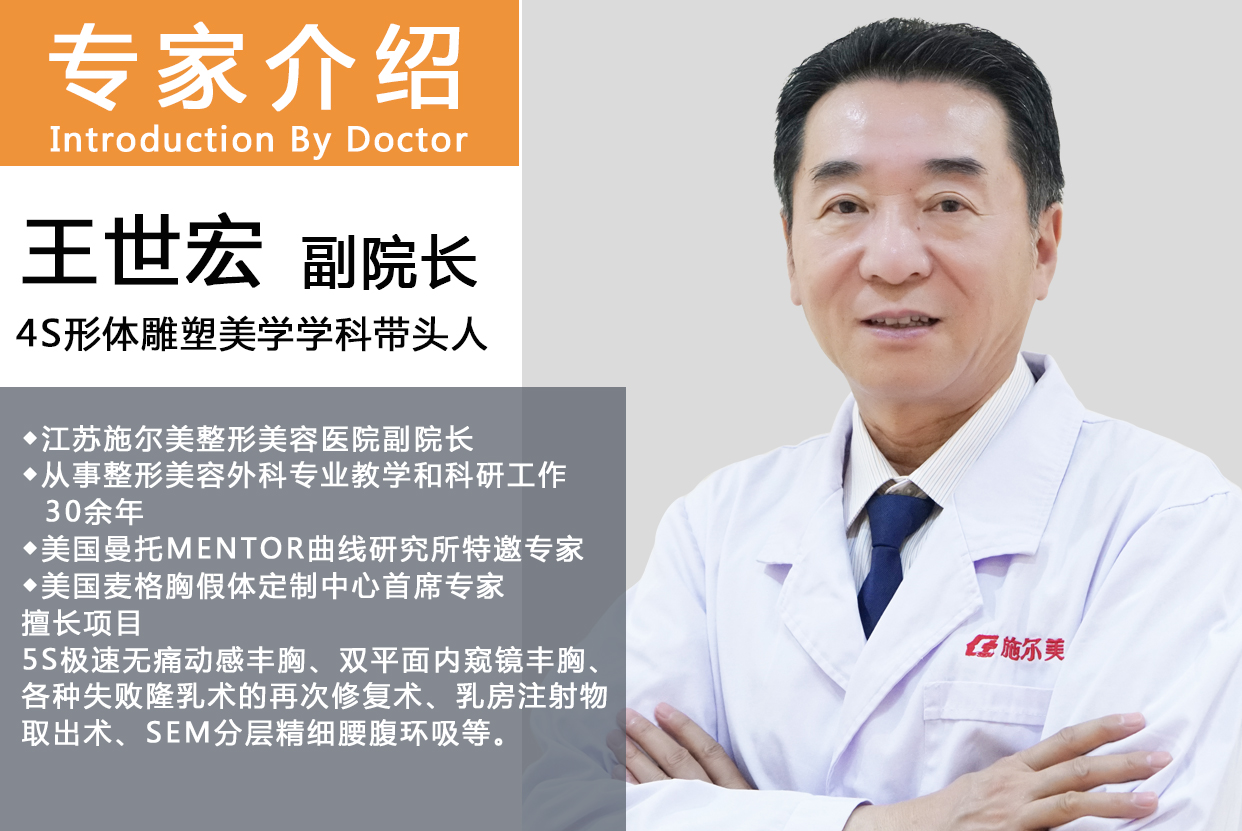 专家介绍
Introduction By Doctor
王世宏 副院长
4S形体雕塑美学学科带头人
◆江苏施尔美整形美容医院副院长
◆从事整形美容外科专业教学和科研工作
30余年
◆美国曼托MENTOR曲线研究所特邀专家
◆美国麦格胸假体定制中心首席专家
擅长项目
5S极速无痛动感丰胸、双平面内窥镜丰胸、
各种失败隆乳术的再次修复术、乳房注射物
取出术、SEM分层精细腰腹环吸等。
施尔美